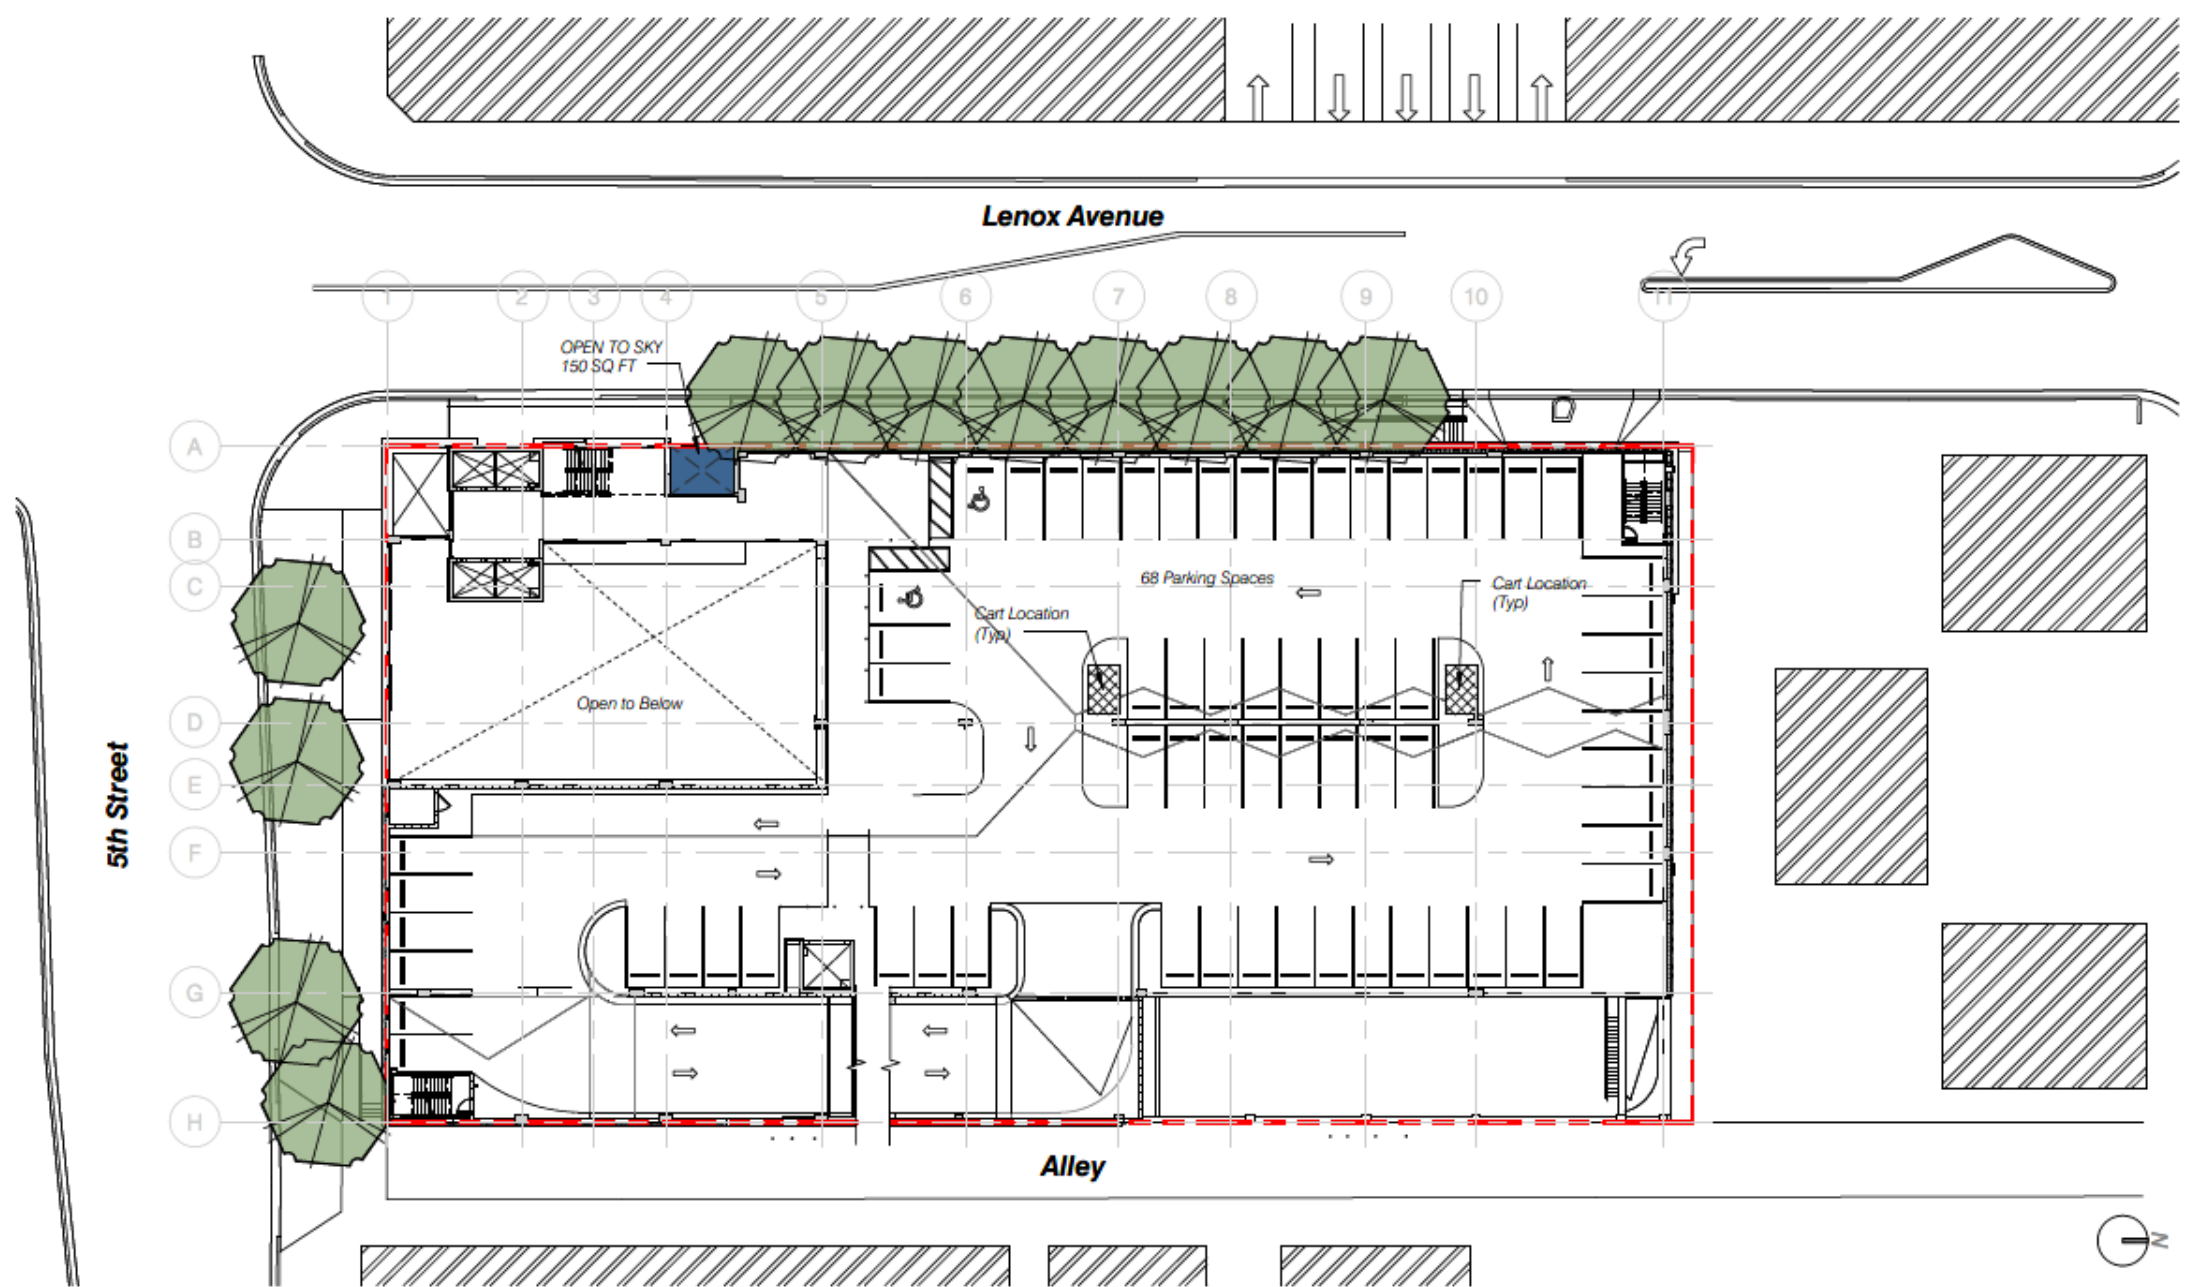 Lenox Avenue
1 2 3 4 5 6 7 8 9 10 11
OPEN TO SKY
150 SQ FT
A
B
68 Parking Spaces
Cart Location
(Typ)
C
Cart Location
(Typ)
Open to Below
D
5th Street
E
F
G
H
Alley
N